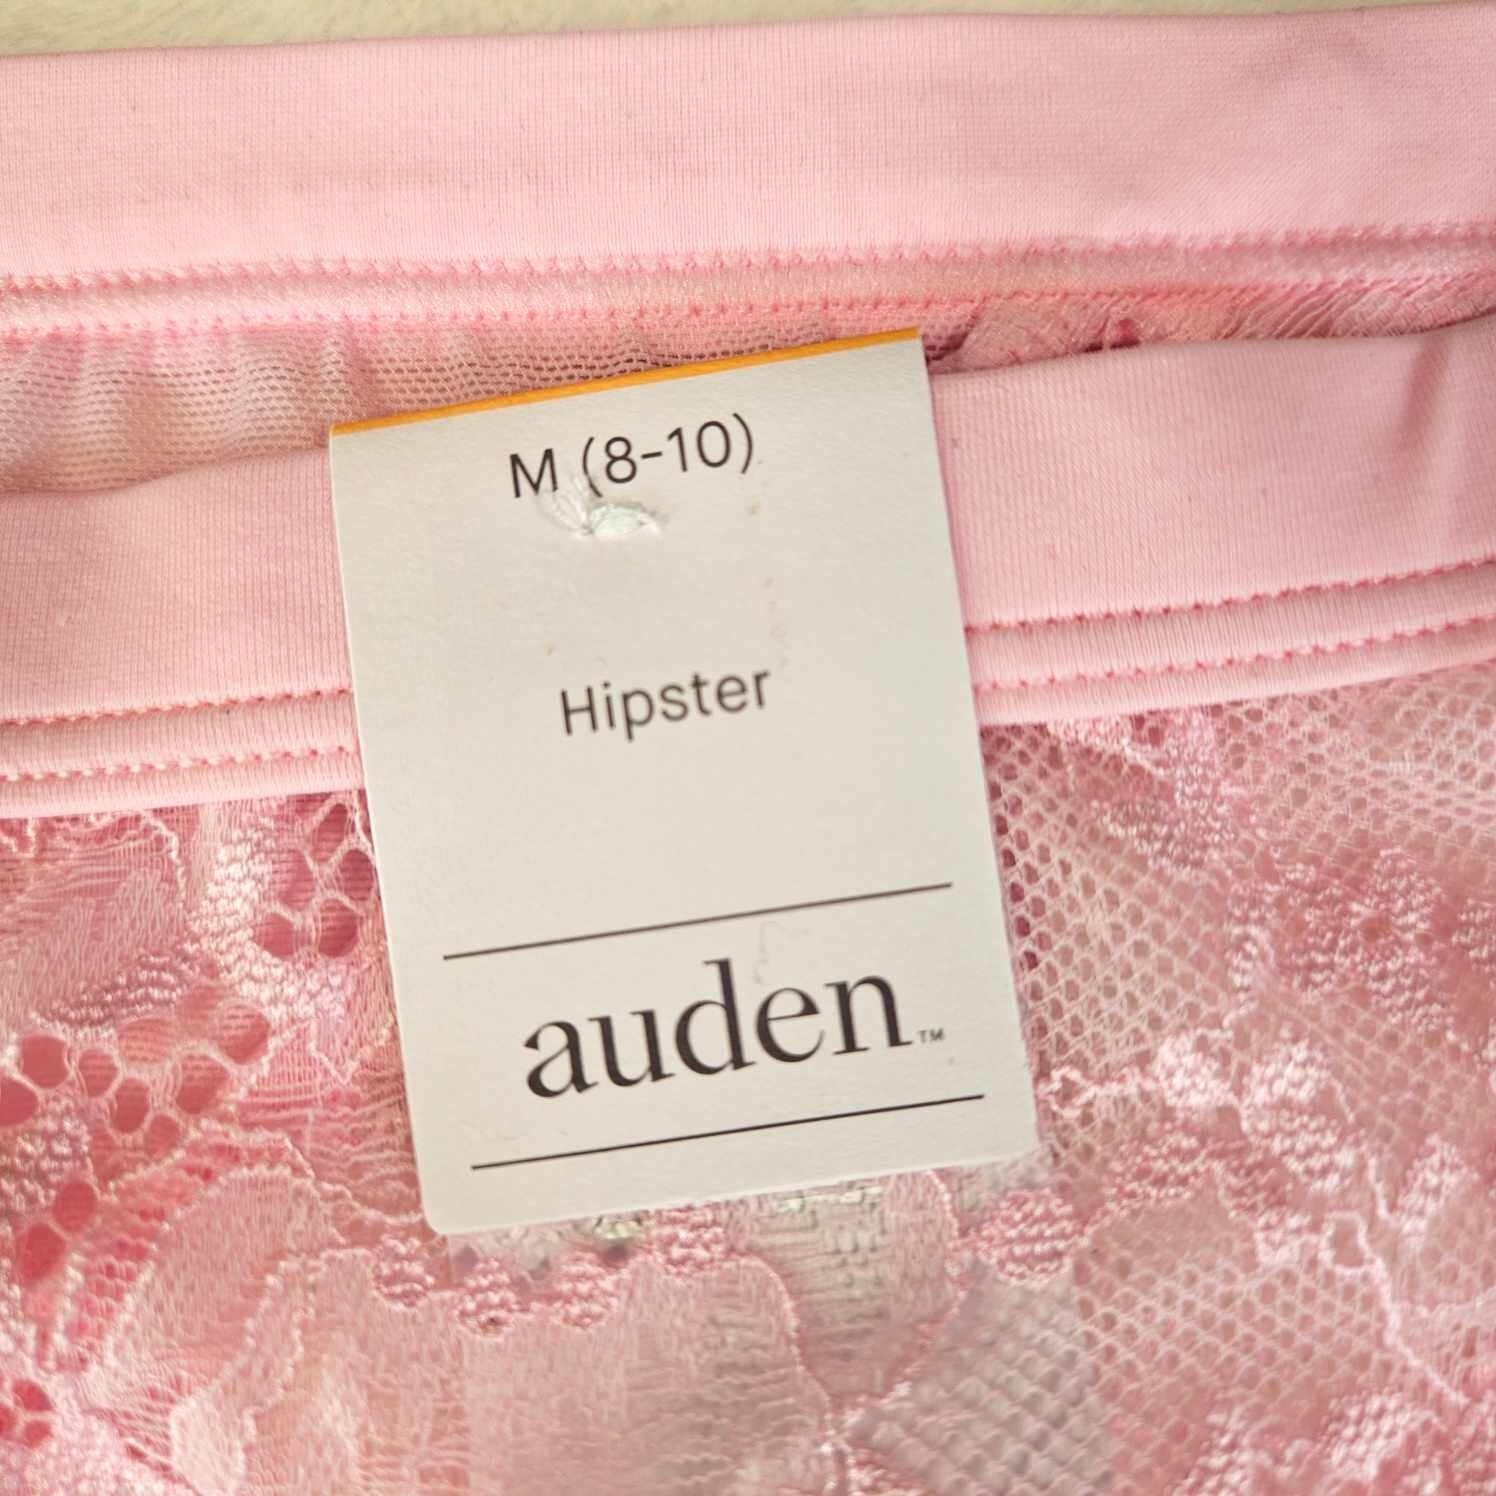 M (8-10)
Hipster
auden™